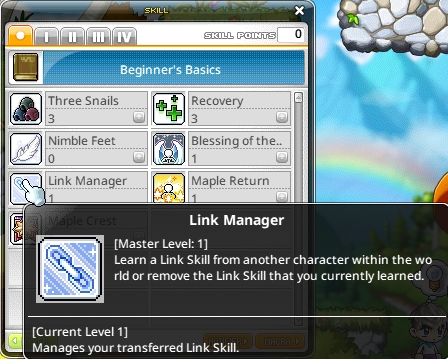 SKILL
I II III IV SKILL POINTS 0
Beginner's Basics
Three Snails
3
Recovery
3
Nimble Feet
0
Blessing of the..
1
Link Manager
1
Maple Return
1
Maple Crest
Link Manager
[Master Level: 1]
Learn a Link Skill from another character within the wo
rld or remove the Link Skill that you currently learned.
[Current Level 1]
Manages your transferred Link Skill.